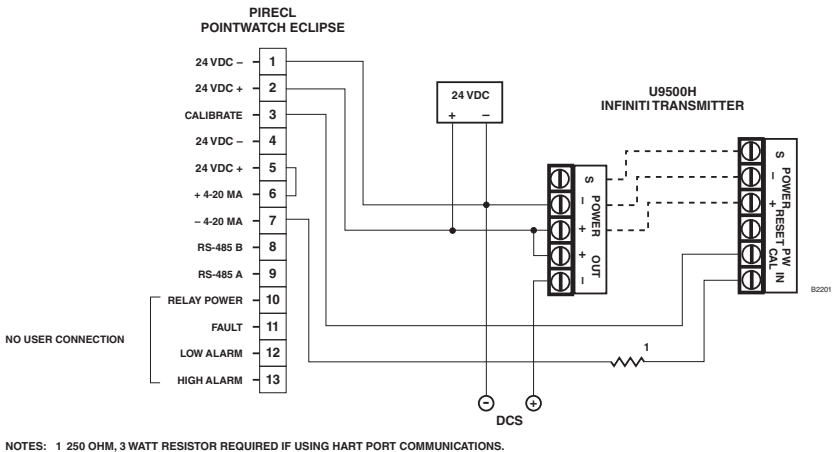 PIRECL
POINTWATCH ECLIPSE
24 VDC – 1
24 VDC + 2
CALIBRATE 3
24 VDC – 4
24 VDC + 5
+ 4-20 MA 6
– 4-20 MA 7
RS-485 B 8
RS-485 A 9
RELAY POWER 10
FAULT 11
LOW ALARM 12
HIGH ALARM 13
NO USER CONNECTION
24 VDC
+ –
U9500H
INFINITI TRANSMITTER
S
– POWER +
+ OUT –
S
– POWER +
RESET
PW
CAL IN
B2201
1
– +
DCS
NOTES: 1 250 OHM, 3 WATT RESISTOR REQUIRED IF USING HART PORT COMMUNICATIONS.